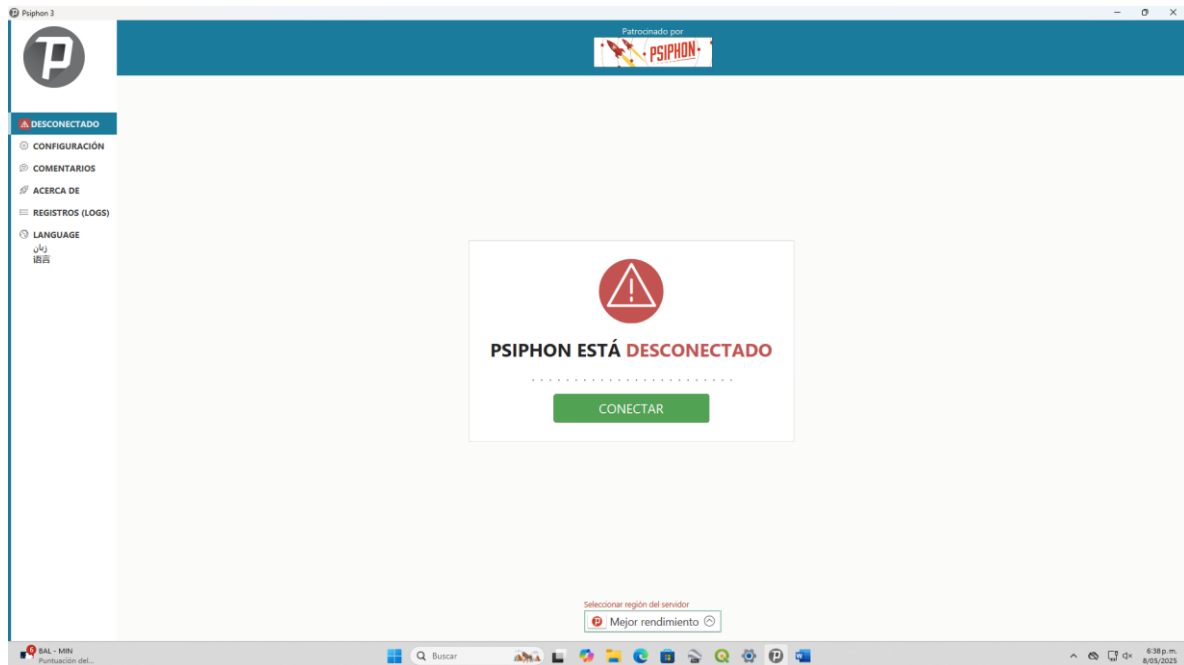 Psiphon 3
Patrocinado por
PSIPHON
DESCONECTADO
CONFIGURACIÓN
COMENTARIOS
ACERCA DE
REGISTROS (LOGS)
LANGUAGE
زبان
语言
PSIPHON ESTÁ DESCONECTADO
CONECTAR
Seleccionar región del servidor
Mejor rendimiento
6
BAL - MIN
Puntuación del...
Buscar
6:38 p.m.
8/05/2025